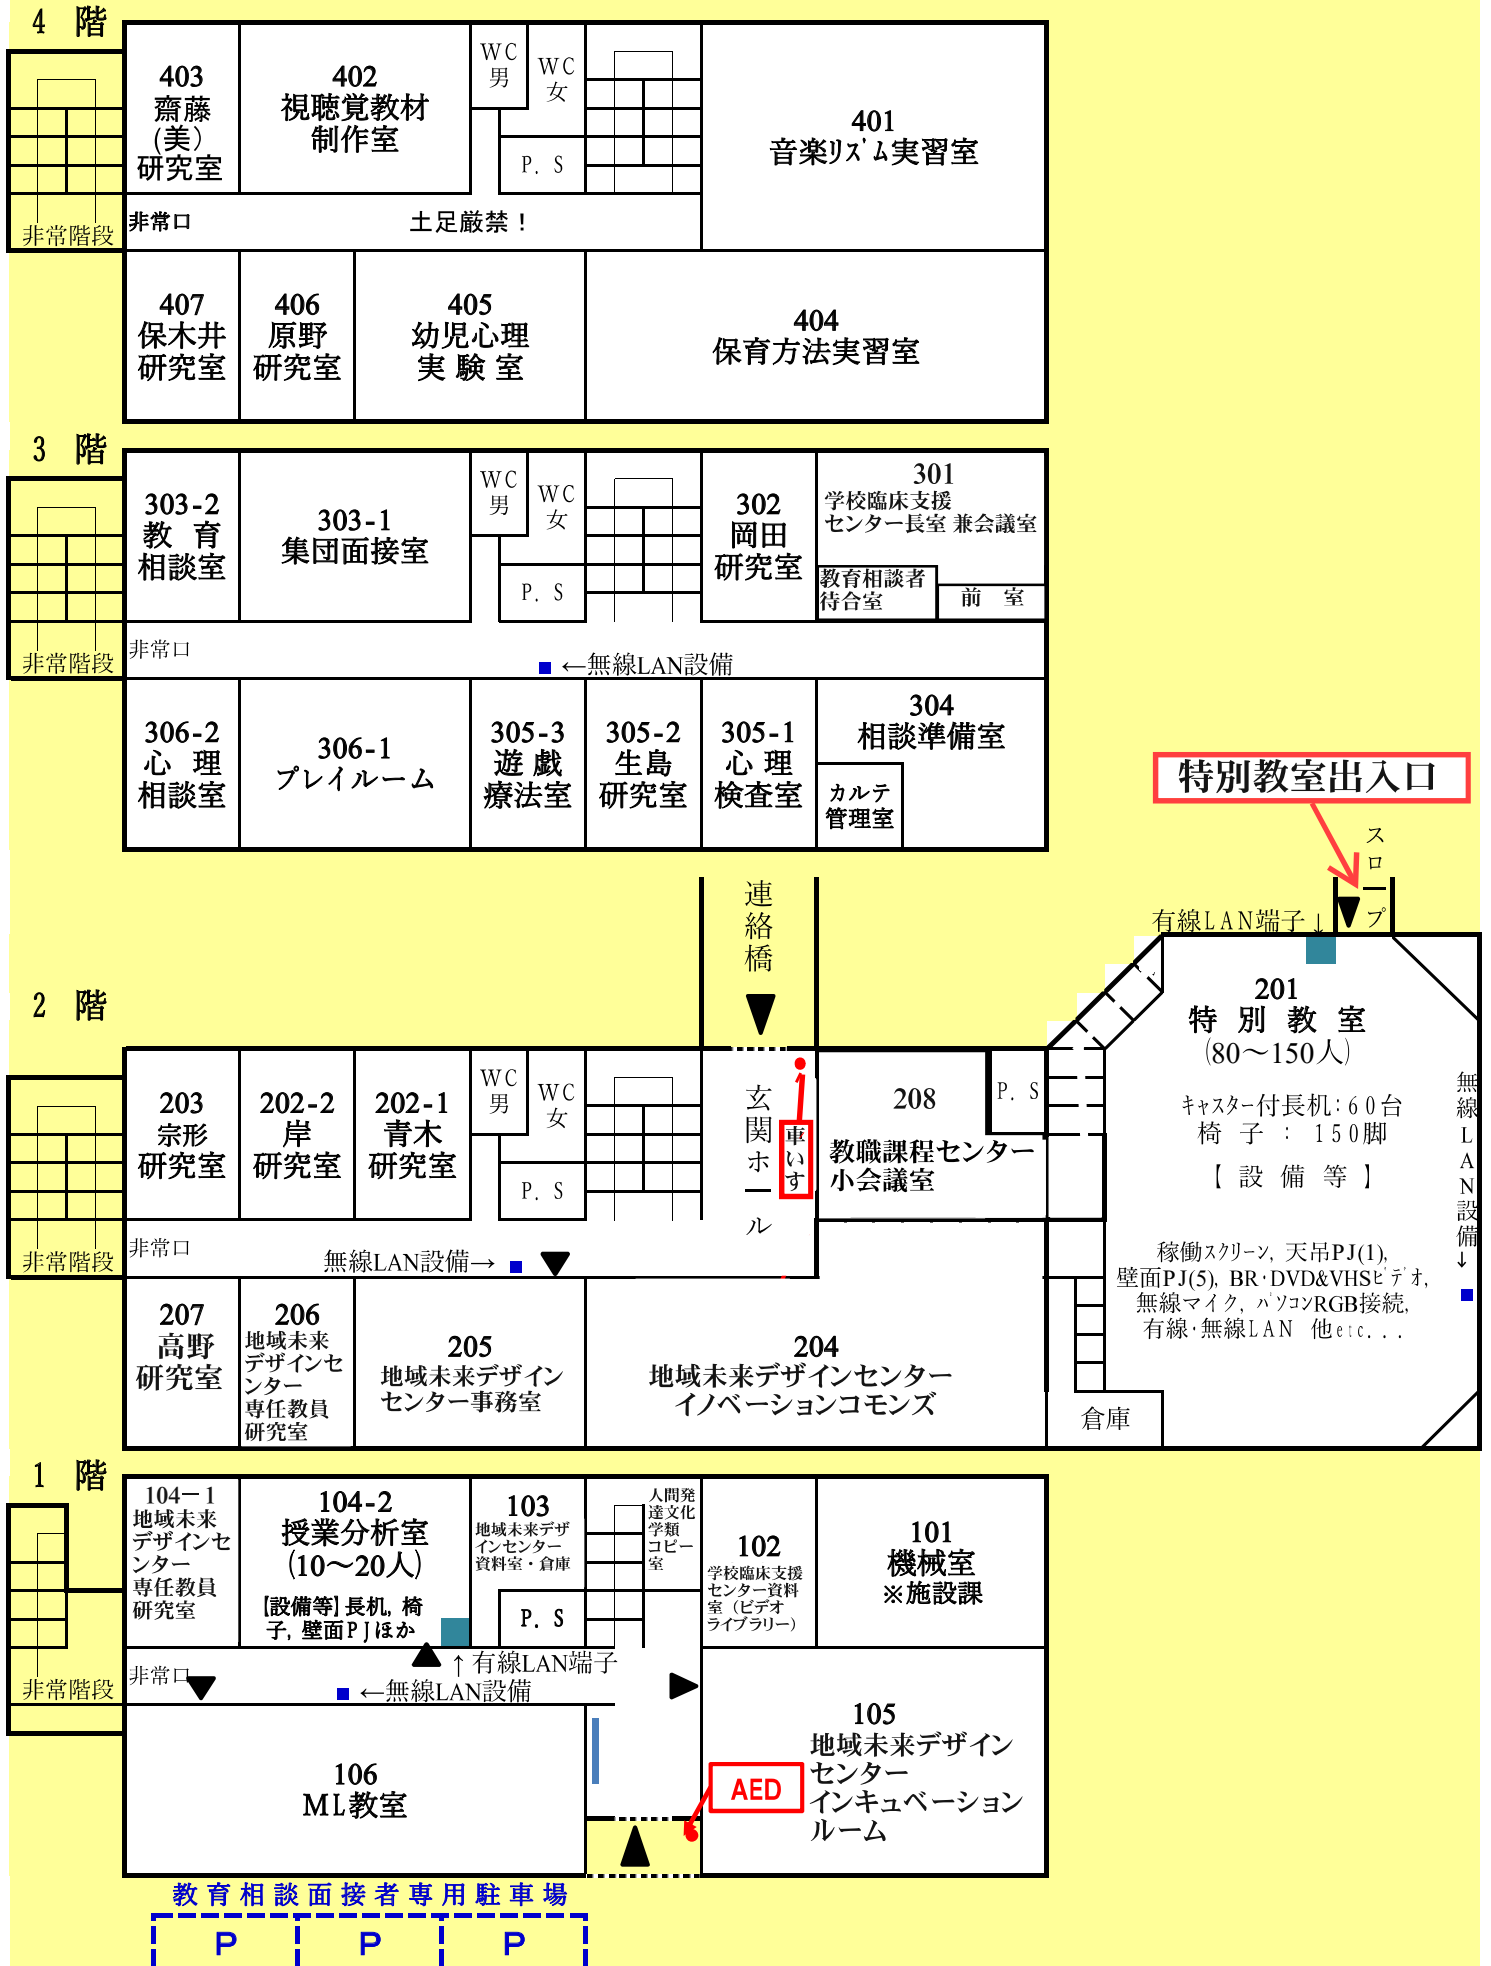 4 階
403
齋藤
(美)
研究室
402
視聴覚教材
制作室
WC
男
WC
女
P. S
401
音楽リズム実習室
非常階段
非常口
土足厳禁！
407
保木井
研究室
406
原野
研究室
405
幼児心理
実 験 室
404
保育方法実習室
3 階
303-2
教 育
相談室
303-1
集団面接室
WC
男
WC
女
P. S
302
岡田
研究室
301
学校臨床支援
センター長室 兼会議室
教育相談者
待合室
前 室
非常階段
非常口
←無線LAN設備
306-2
心 理
相談室
306-1
プレイルーム
305-3
遊 戯
療法室
305-2
生島
研究室
305-1
心 理
検査室
304
相談準備室
カルテ
管理室
特別教室出入口
スロープ
連絡橋
有線LAN端子↓
2 階
203
宗形
研究室
202-2
岸
研究室
202-1
青木
研究室
WC
男
WC
女
P. S
玄関ホール
車いす
208
教職課程センター
小会議室
P. S
201
特 別 教 室
(80～150人)
キャスター付長机：60台
椅 子 ： 150脚
【 設 備 等 】
稼働スクリーン, 天吊PJ(1),
壁面PJ(5), BR･DVD&VHSビデオ,
無線マイク, パソコンRGB接続,
有線･無線LAN 他etc...
無線LAN設備→
非常階段
非常口
無線LAN設備→
207
高野
研究室
206
地域未来
デザインセ
ンター
専任教員
研究室
205
地域未来デザイン
センター事務室
204
地域未来デザインセンター
イノベーションコモンズ
倉庫
1 階
104－1
地域未来
デザインセ
ンター
専任教員
研究室
104-2
授業分析室
(10～20人)
【設備等】長机, 椅
子, 壁面PJほか
103
地域未来デザ
インセンター
資料室・倉庫
P. S
人間発
達文化
学類
コピー
室
102
学校臨床支援
センター資料
室（ビデオ
ライブラリー）
101
機械室
※施設課
非常階段
非常口
↑有線LAN端子
←無線LAN設備
106
ML教室
105
地域未来デザイン
センター
インキュベーション
ルーム
AED
教育相談面接者専用駐車場
P
P
P